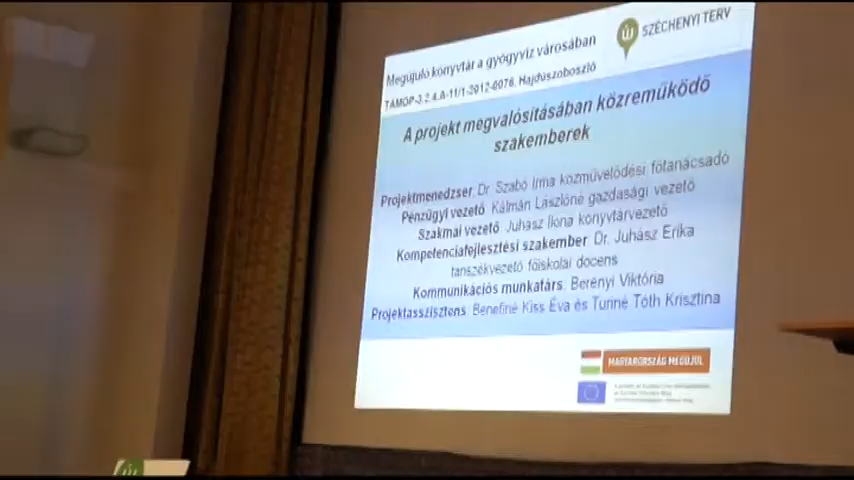 Megújuló könyvtár a gyógyvíz városában
TÁMOP-3.2.4.A-11/1-2012-0076, Hajdúszoboszló
ÚJ SZÉCHENYI TERV
A projekt megvalósításában közreműködő
szakemberek
Projektmenedzser: Dr. Szabó Irma közművelődési főtanácsadó
Pénzügyi vezető: Kálmán Lászlóné gazdasági vezető
Szakmai vezető: Juhász Ilona könyvtárvezető
Kompetenciafejlesztési szakember: Dr. Juhász Erika
tanszékvezető főiskolai docens
Kommunikációs munkatárs: Berényi Viktória
Projektasszisztens: Benefiné Kiss Éva és Turiné Tóth Krisztina
MAGYARORSZÁG MEGÚJUL
ÚJ